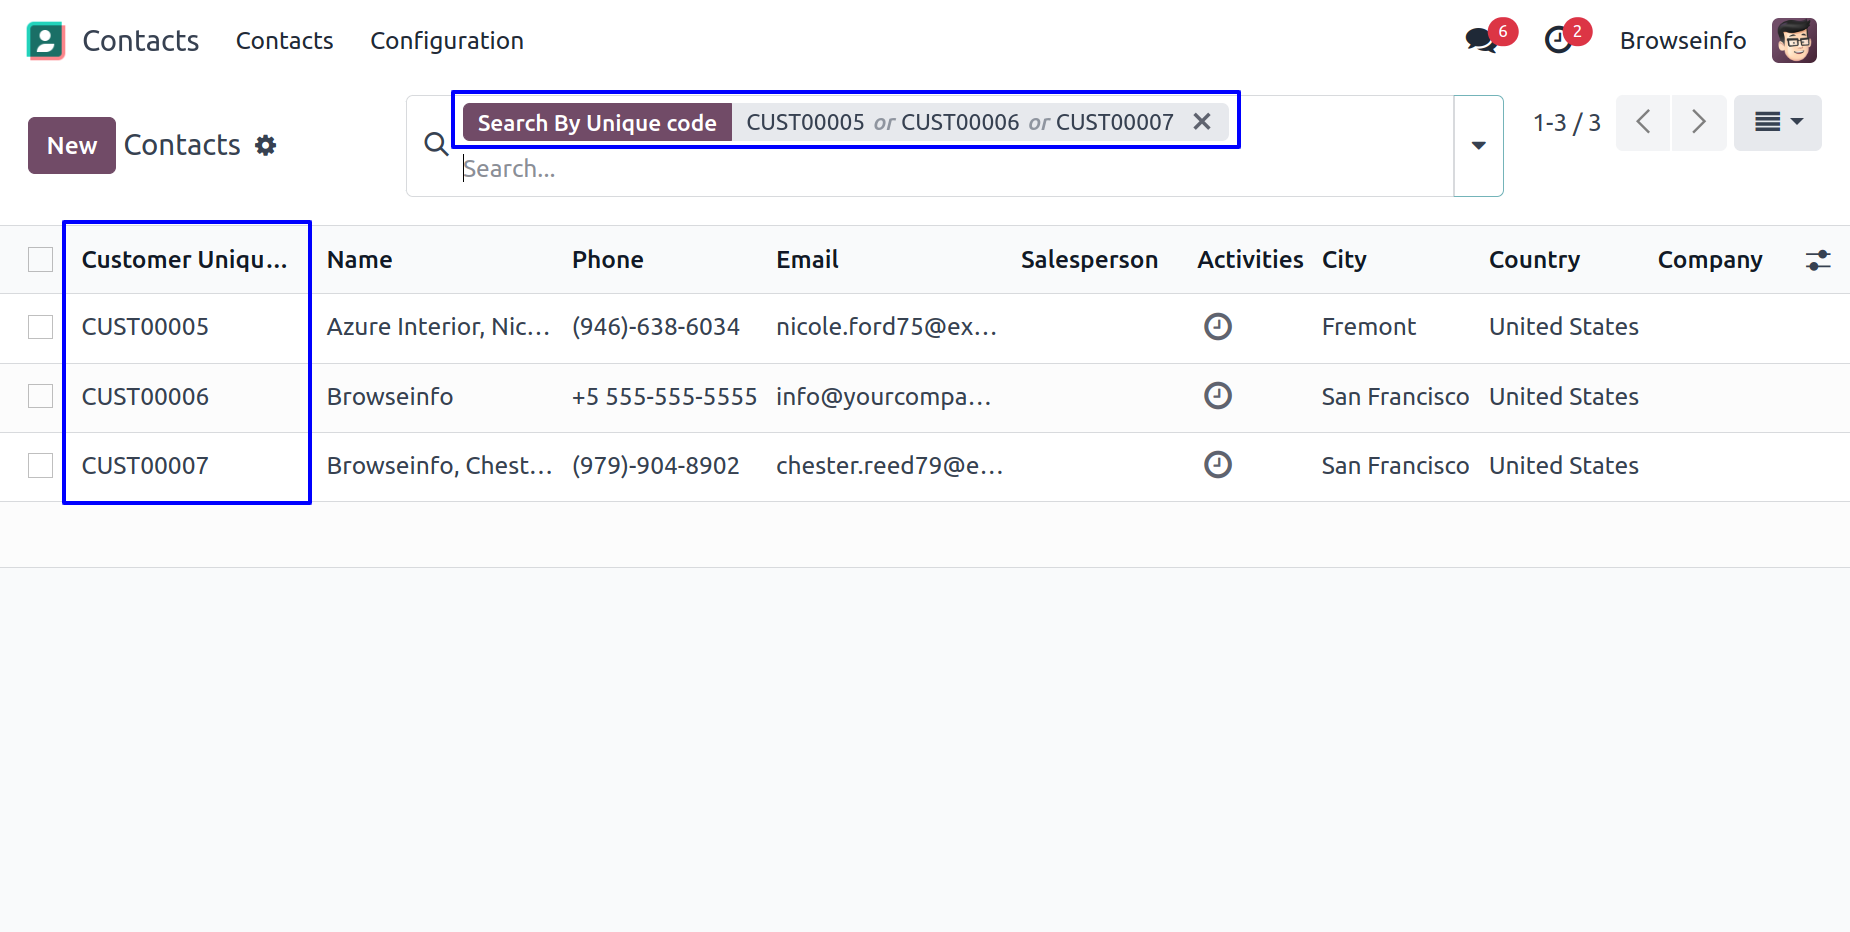 Contacts Contacts Configuration 6 2 Browseinfo
Search By Unique code CUST00005 or CUST00006 or CUST00007
New Contacts 1-3 / 3
Search...
Customer Uniqu... Name Phone Email Salesperson Activities City Country Company
CUST00005 Azure Interior, Nic... (946)-638-6034 nicole.ford75@ex... Fremont United States
CUST00006 Browseinfo +5 555-555-5555 info@yourcompa... San Francisco United States
CUST00007 Browseinfo, Chest... (979)-904-8902 chester.reed79@e... San Francisco United States